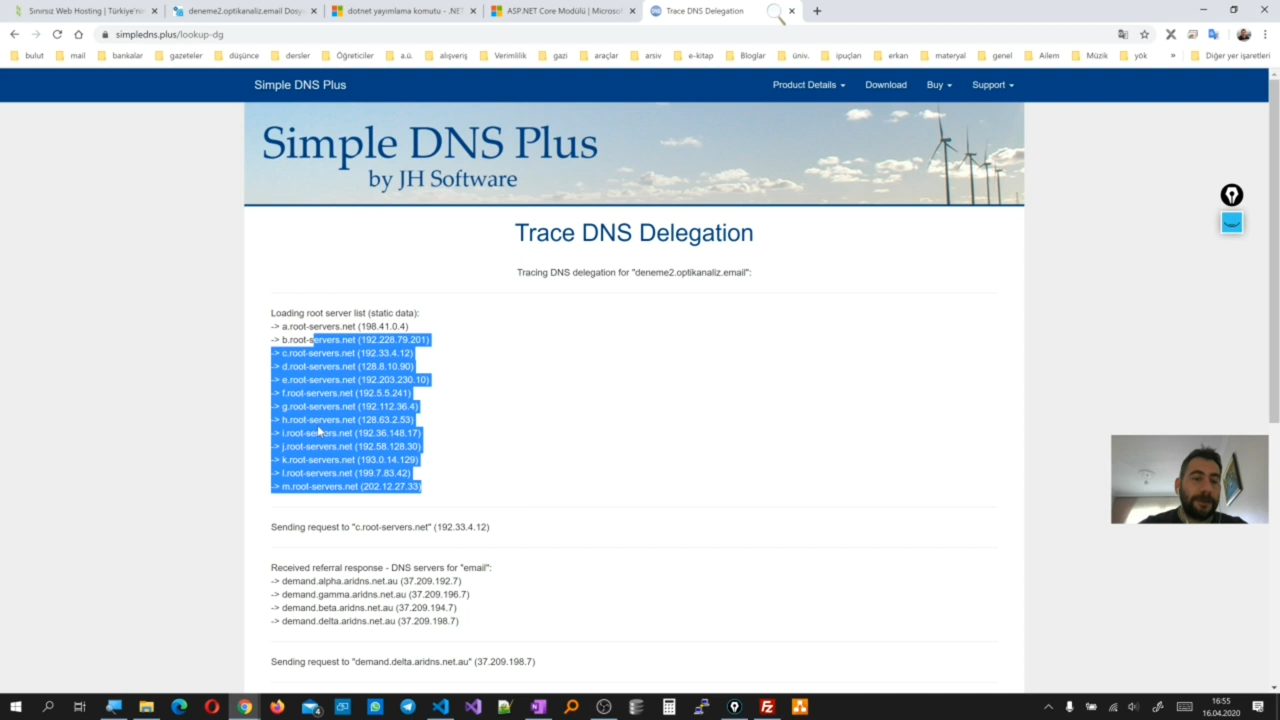 Sınırsız Web Hosting | Türkiye'nin
deneme2.optikanaliz.email Dosy
dotnet yayımlama komutu - .NET
ASP.NET Core Modülü | Microsof
Trace DNS Delegation
simpledns.plus/lookup-dg
bulut
mail
bankalar
gazeteler
düşünce
dersler
Öğreticiler
a.ü.
alışveriş
Verimlilik
gazi
araçlar
arsiv
e-kitap
Bloglar
üniv.
ipuçları
erkan
materyal
genel
Ailem
Müzik
yök
»
Diğer yer işaretleri
Simple DNS Plus
Product Details
Download
Buy
Support
Simple DNS Plus
by JH Software
Trace DNS Delegation
Tracing DNS delegation for "deneme2.optikanaliz.email":
Loading root server list (static data):
-> a.root-servers.net (198.41.0.4)
-> b.root-servers.net (192.228.79.201)
-> c.root-servers.net (192.33.4.12)
-> d.root-servers.net (128.8.10.90)
-> e.root-servers.net (192.203.230.10)
-> f.root-servers.net (192.5.5.241)
-> g.root-servers.net (192.112.36.4)
-> h.root-servers.net (128.63.2.53)
-> i.root-servers.net (192.36.148.17)
-> j.root-servers.net (192.58.128.30)
-> k.root-servers.net (193.0.14.129)
-> l.root-servers.net (199.7.83.42)
-> m.root-servers.net (202.12.27.33)
Sending request to "c.root-servers.net" (192.33.4.12)
Received referral response - DNS servers for "email":
-> demand.alpha.aridns.net.au (37.209.192.7)
-> demand.gamma.aridns.net.au (37.209.196.7)
-> demand.beta.aridns.net.au (37.209.194.7)
-> demand.delta.aridns.net.au (37.209.198.7)
Sending request to "demand.delta.aridns.net.au" (37.209.198.7)
4
16:55
16.04.2020